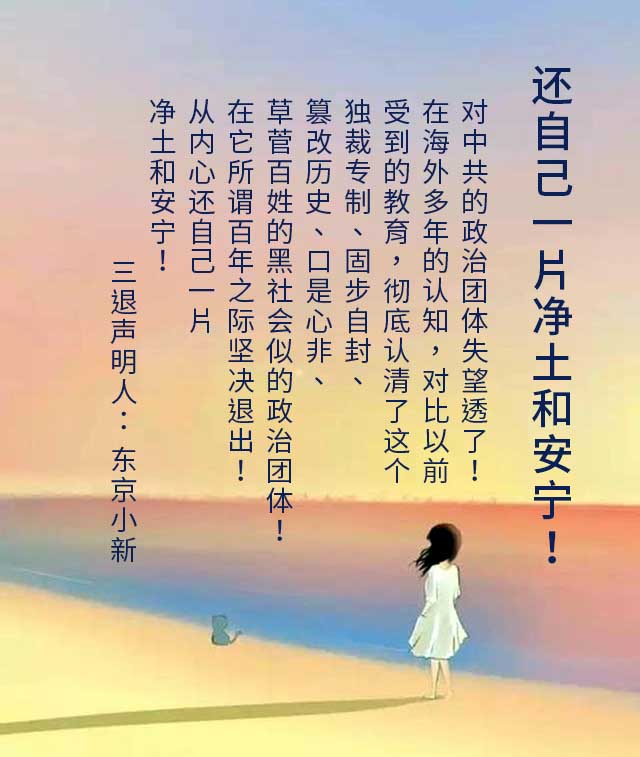 还自己一片净土和安宁！
对中共的政治团体失望透了！
在海外多年的认知，对比以前
受到的教育，彻底认清了这个
独裁专制、固步自封、
篡改历史、口是心非、
草菅百姓的黑社会似的政治团体！
在它所谓百年之际坚决退出！
从内心还自己一片
净土和安宁！
三退声明人：东京小新